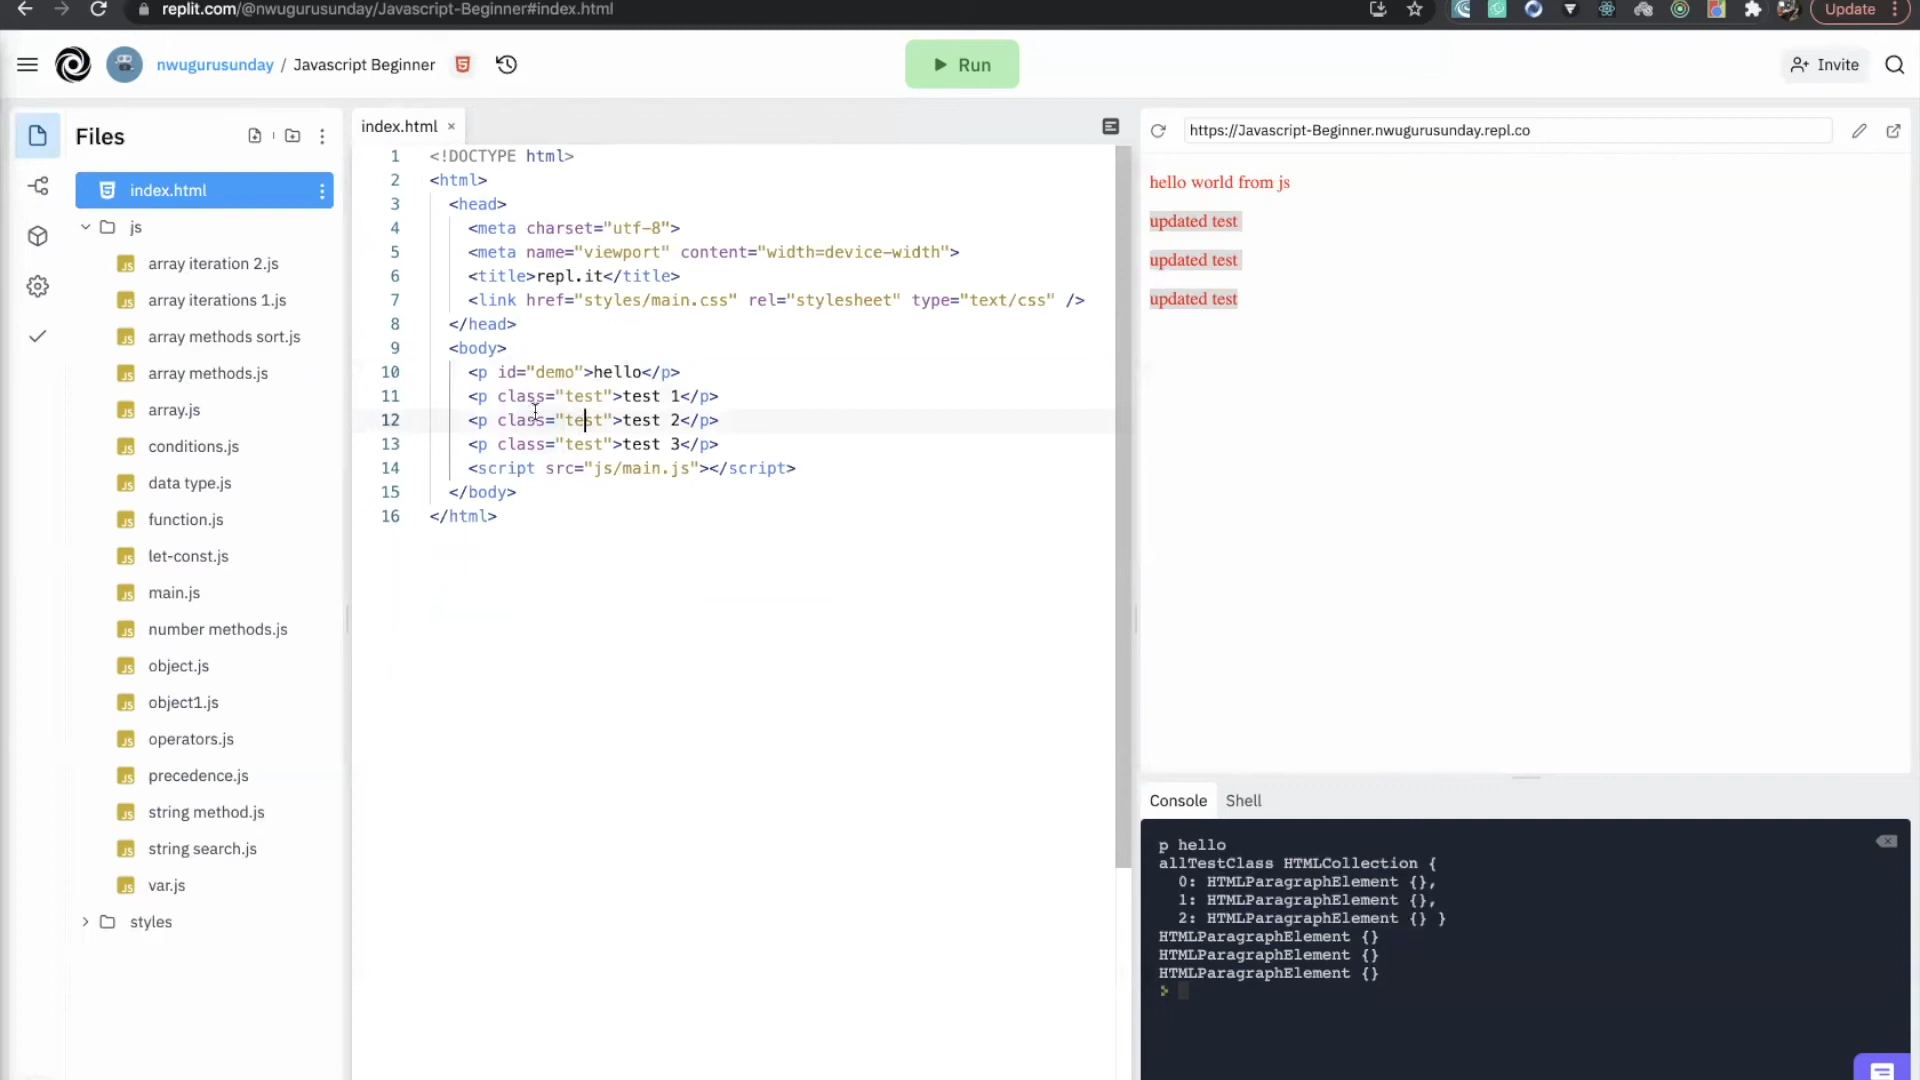 replit.com/@nwugurusunday/Javascript-Beginner#index.html
Update
nwugurusunday / Javascript Beginner
Run
Invite
Files
index.html
js
array iteration 2.js
array iterations 1.js
array methods sort.js
array methods.js
array.js
conditions.js
data type.js
function.js
let-const.js
main.js
number methods.js
object.js
object1.js
operators.js
precedence.js
string method.js
string search.js
var.js
styles
index.html ×
1 <!DOCTYPE html>
2 <html>
3 <head>
4 <meta charset="utf-8">
5 <meta name="viewport" content="width=device-width">
6 <title>repl.it</title>
7 <link href="styles/main.css" rel="stylesheet" type="text/css" />
8 </head>
9 <body>
10 <p id="demo">hello</p>
11 <p class="test">test 1</p>
12 <p class="test">test 2</p>
13 <p class="test">test 3</p>
14 <script src="js/main.js"></script>
15 </body>
16 </html>
https://Javascript-Beginner.nwugurusunday.repl.co
hello world from js
updated test
updated test
updated test
Console Shell
p hello
allTestClass HTMLCollection {
0: HTMLParagraphElement {},
1: HTMLParagraphElement {},
2: HTMLParagraphElement {} }
HTMLParagraphElement {}
HTMLParagraphElement {}
HTMLParagraphElement {}